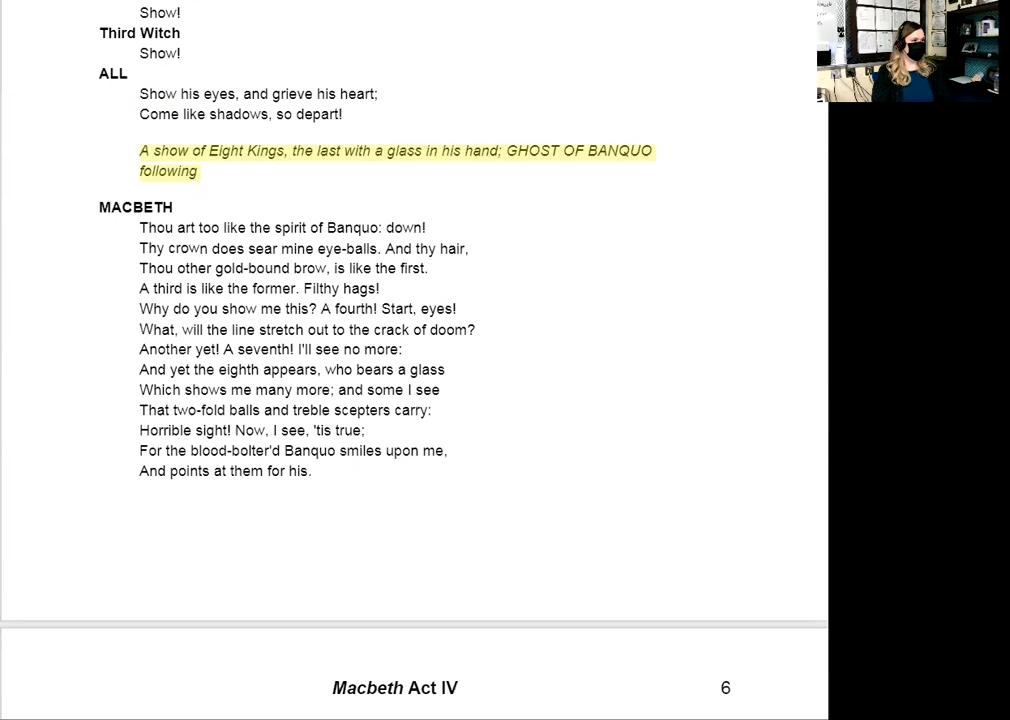 Show!
Third Witch
Show!
ALL
Show his eyes, and grieve his heart;
Come like shadows, so depart!
A show of Eight Kings, the last with a glass in his hand; GHOST OF BANQUO
following
MACBETH
Thou art too like the spirit of Banquo: down!
Thy crown does sear mine eye-balls. And thy hair,
Thou other gold-bound brow, is like the first.
A third is like the former. Filthy hags!
Why do you show me this? A fourth! Start, eyes!
What, will the line stretch out to the crack of doom?
Another yet! A seventh! I'll see no more:
And yet the eighth appears, who bears a glass
Which shows me many more; and some I see
That two-fold balls and treble scepters carry:
Horrible sight! Now, I see, 'tis true;
For the blood-bolter'd Banquo smiles upon me,
And points at them for his.
Macbeth Act IV 6